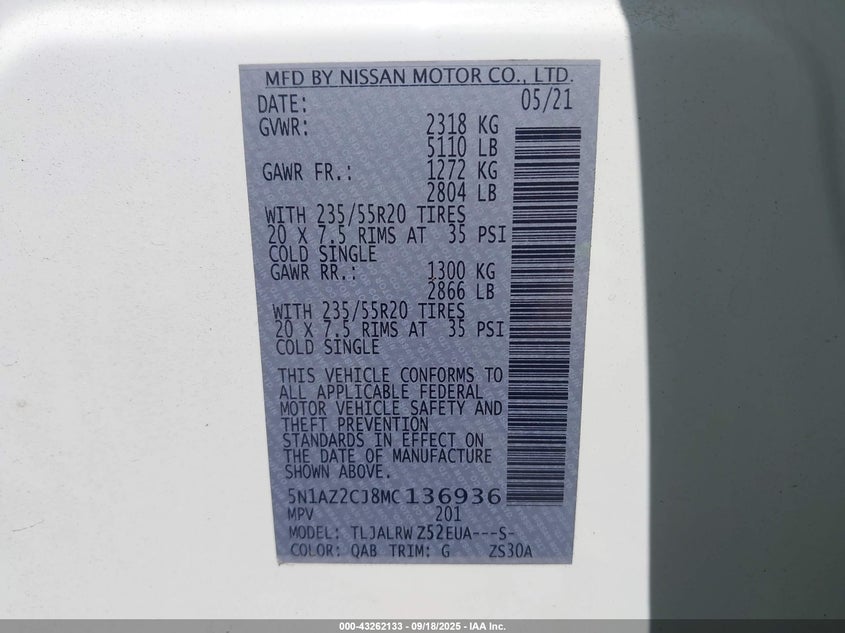 MFD BY NISSAN MOTOR CO., LTD.
DATE: 05/21
GVWR: 2318 KG
5110 LB
GAWR FR.: 1272 KG
2804 LB
WITH 235/55R20 TIRES
20 X 7.5 RIMS AT 35 PSI
COLD SINGLE
GAWR RR.: 1300 KG
2866 LB
WITH 235/55R20 TIRES
20 X 7.5 RIMS AT 35 PSI
COLD SINGLE
THIS VEHICLE CONFORMS TO
ALL APPLICABLE FEDERAL
MOTOR VEHICLE SAFETY AND
THEFT PREVENTION
STANDARDS IN EFFECT ON
THE DATE OF MANUFACTURE
SHOWN ABOVE.
5N1AZ2CJ8MC136936
MPV 201
MODEL: TLJALRW Z52EUA---S-
COLOR: QAB TRIM: G ZS30A
000-43262133 - 09/18/2025 - IAA Inc.